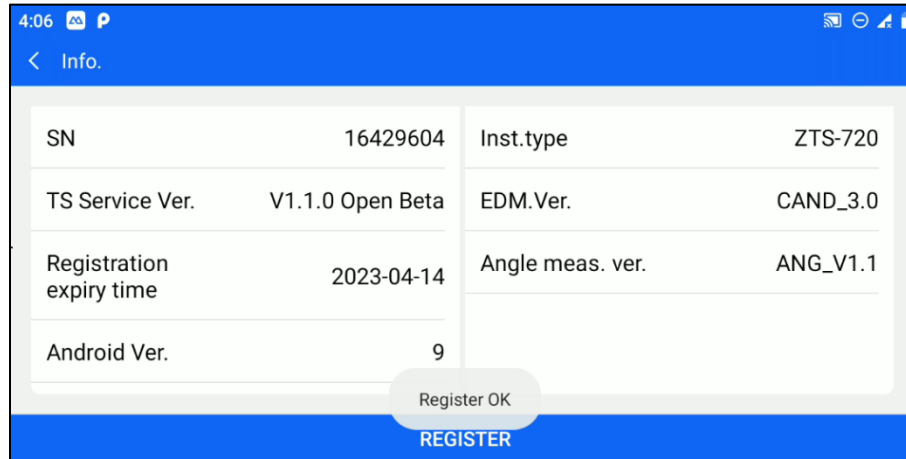 4:06
Info.
SN 16429604
TS Service Ver. V1.1.0 Open Beta
Registration
expiry time 2023-04-14
Android Ver. 9
Inst.type ZTS-720
EDM.Ver. CAND_3.0
Angle meas. ver. ANG_V1.1
Register OK
REGISTER